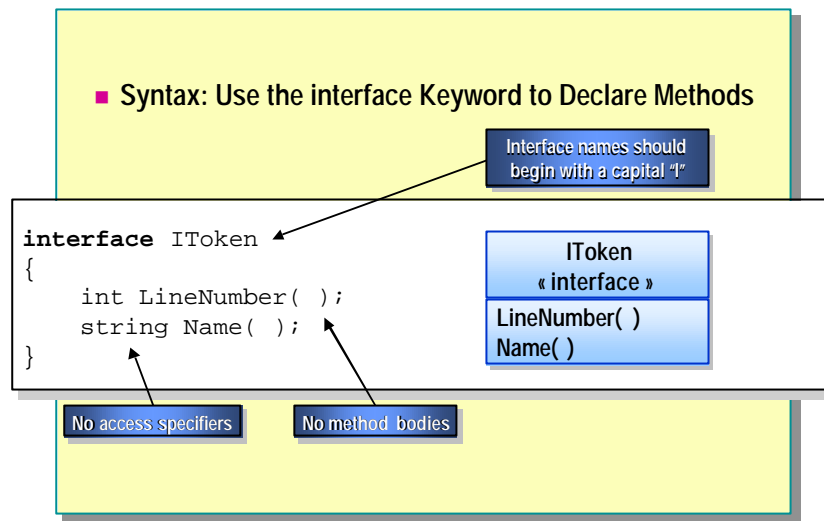 Syntax: Use the interface Keyword to Declare Methods
Interface names should
begin with a capital “I”
interface IToken
{
    int LineNumber( );
    string Name( );
}
IToken
« interface »
LineNumber( )
Name( )
No access specifiers
No method bodies